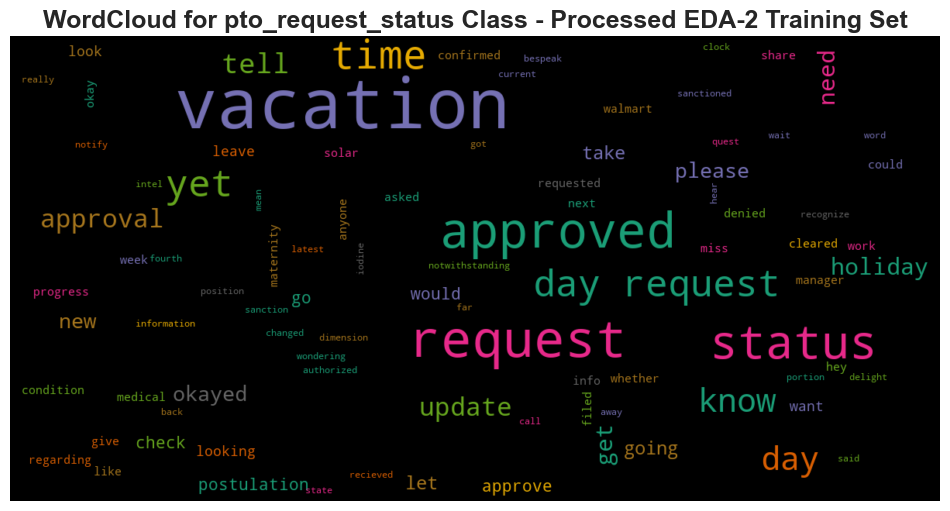 WordCloud for pto_request_status Class - Processed EDA-2 Training Set
look
tell
time
confirmed
bespeak
clock
share
need
really
okay
vacation
current
sanctioned
walmart
notify
leave
solar
got
take
quest
wait
word
please
could
intel
yet
mean
asked
requested
next
hear
denied
recognize
approval
maternity
anyone
latest
iodine
approved
miss
cleared
work
week
fourth
notwithstanding
manager
holiday
progress
position
go
would
far
day request
new
information
sanction
changed
dimension
request
status
wondering
authorized
hey
portion
delight
condition
medical
okayed
back
update
call
info
whether
filed
away
know
want
give
check
looking
get
going
day
said
regarding
like
postulation
state
recieved
let
approve